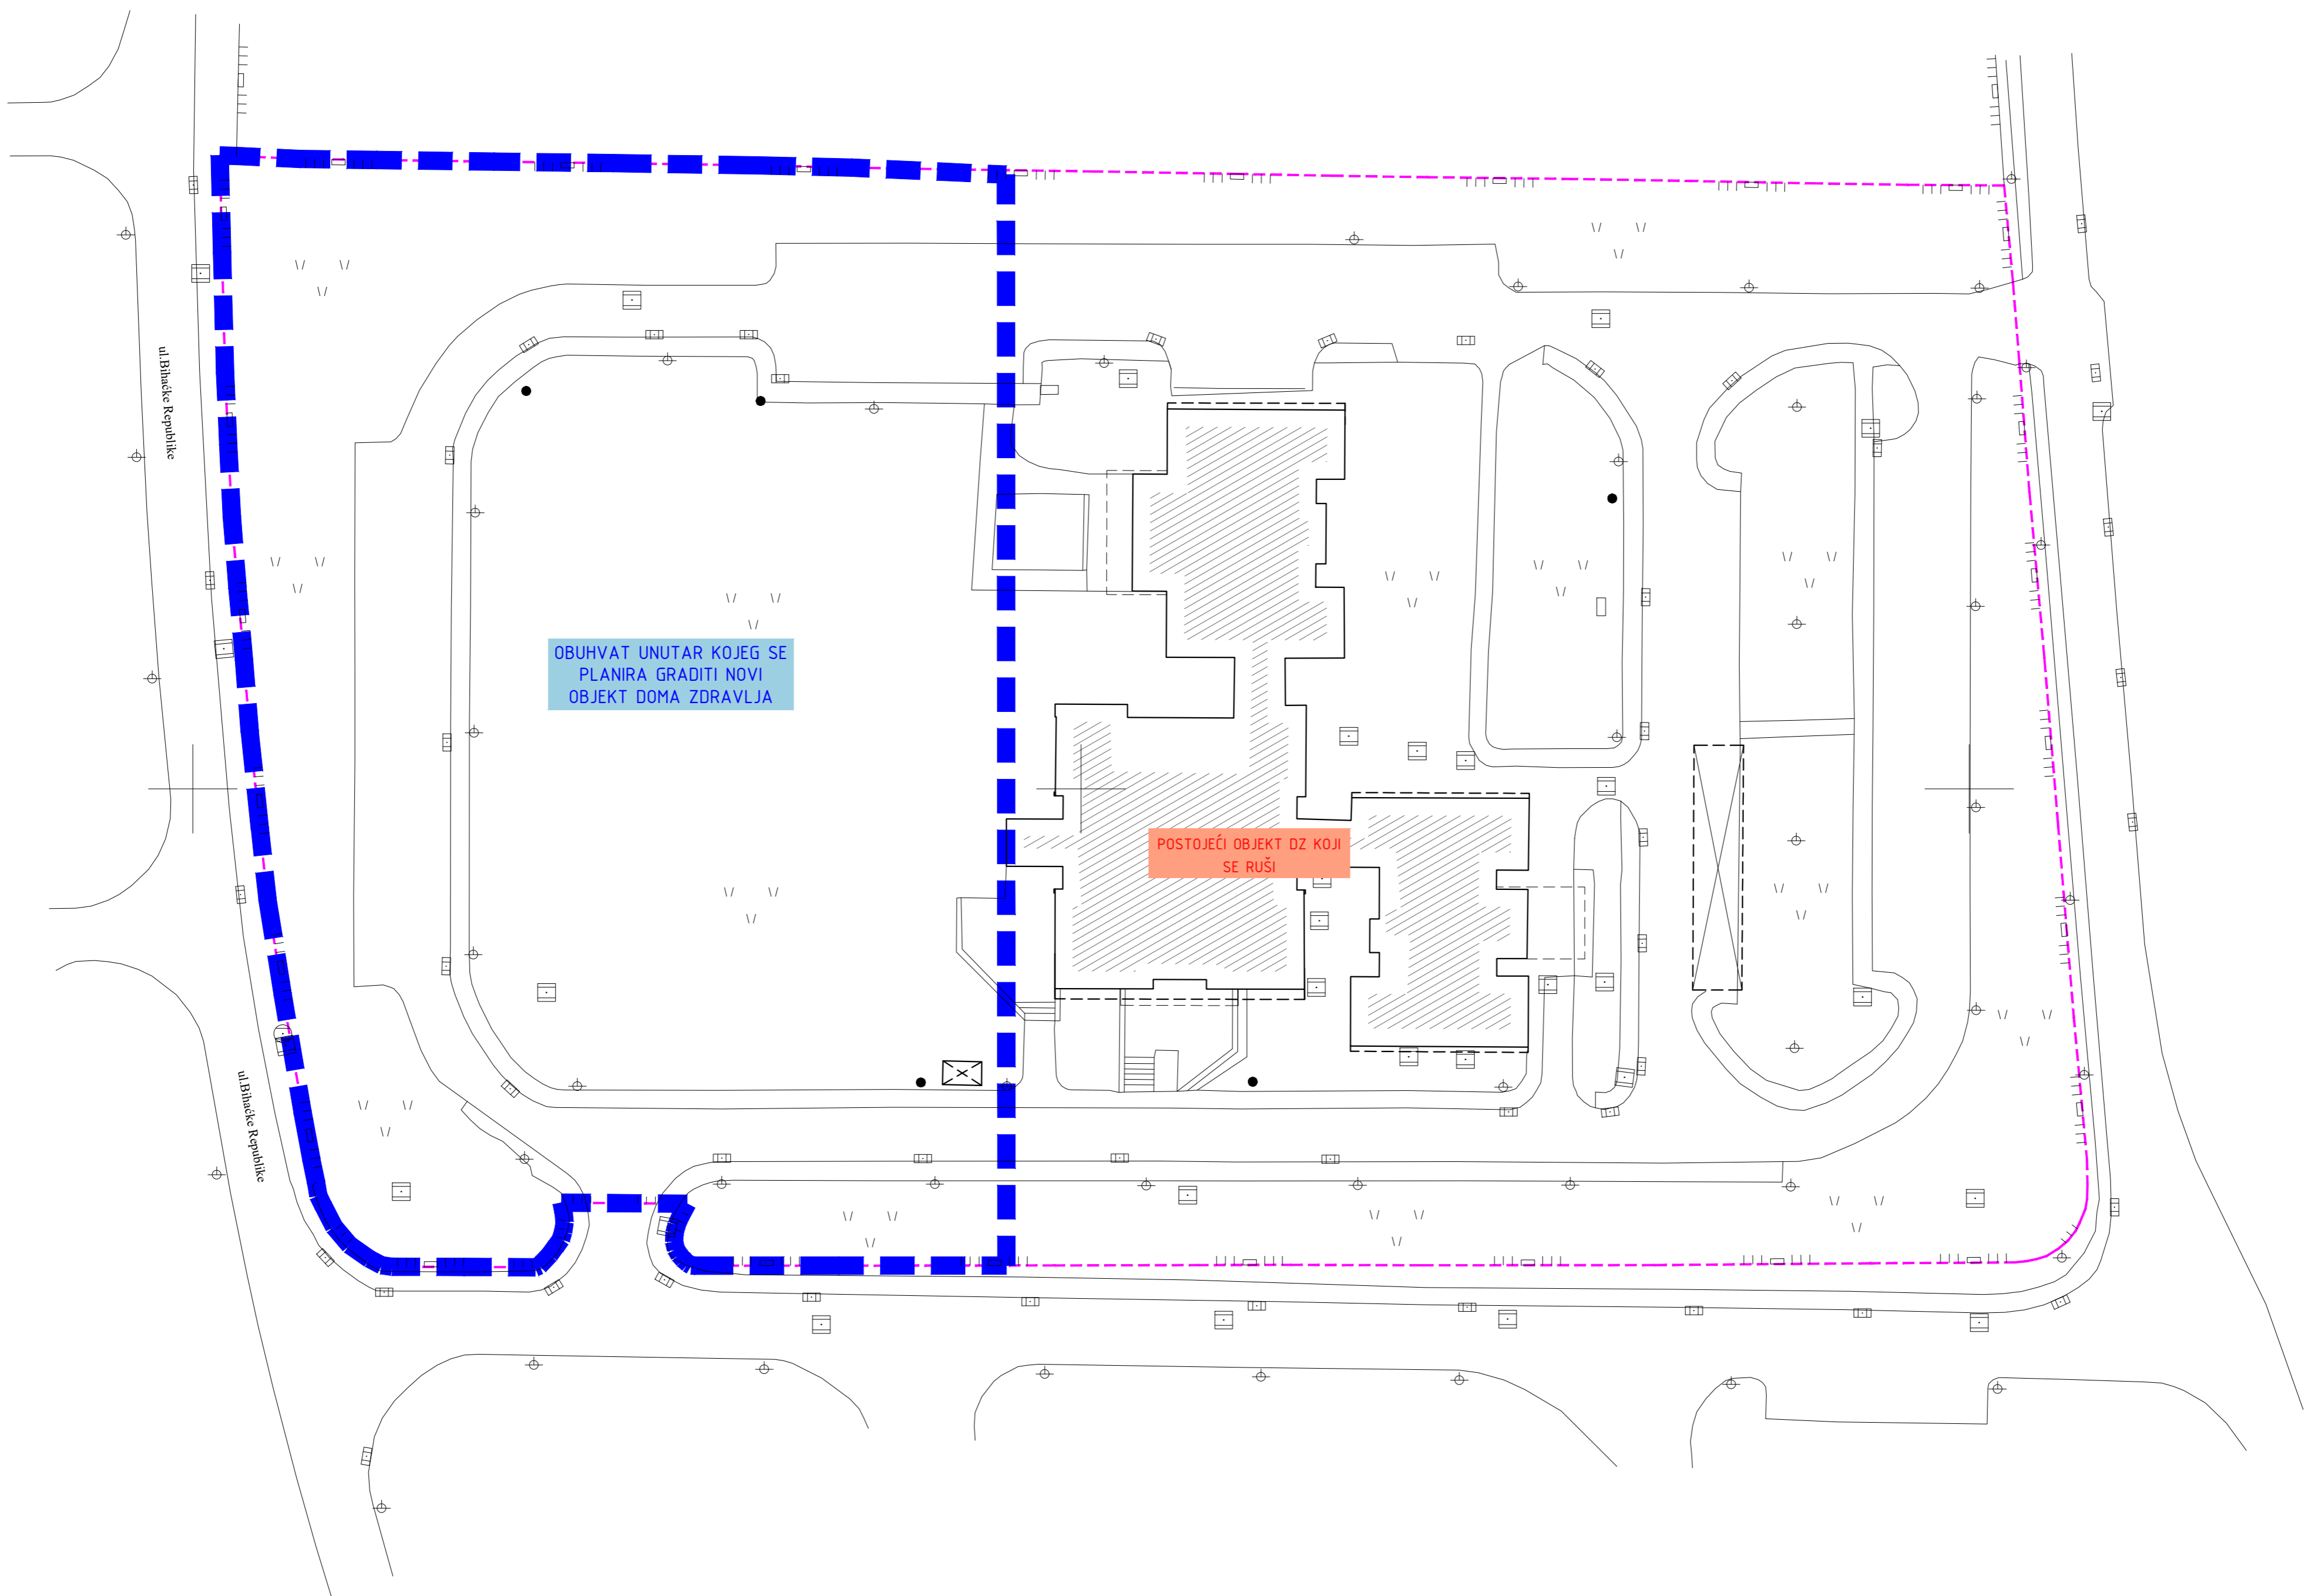 ul.Bihaćke Republike
OBUHVAT UNUTAR KOJEG SE
PLANIRA GRADITI NOVI
OBJEKT DOMA ZDRAVLJA
POSTOJEĆI OBJEKT DZ KOJI
SE RUŠI
ul.Bihaćke Republike